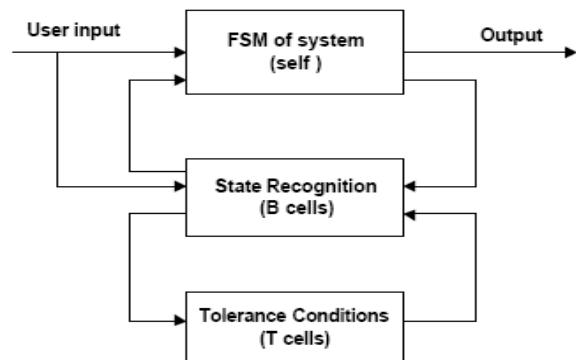 User input
FSM of system
(self )
Output
State Recognition
(B cells)
Tolerance Conditions
(T cells)